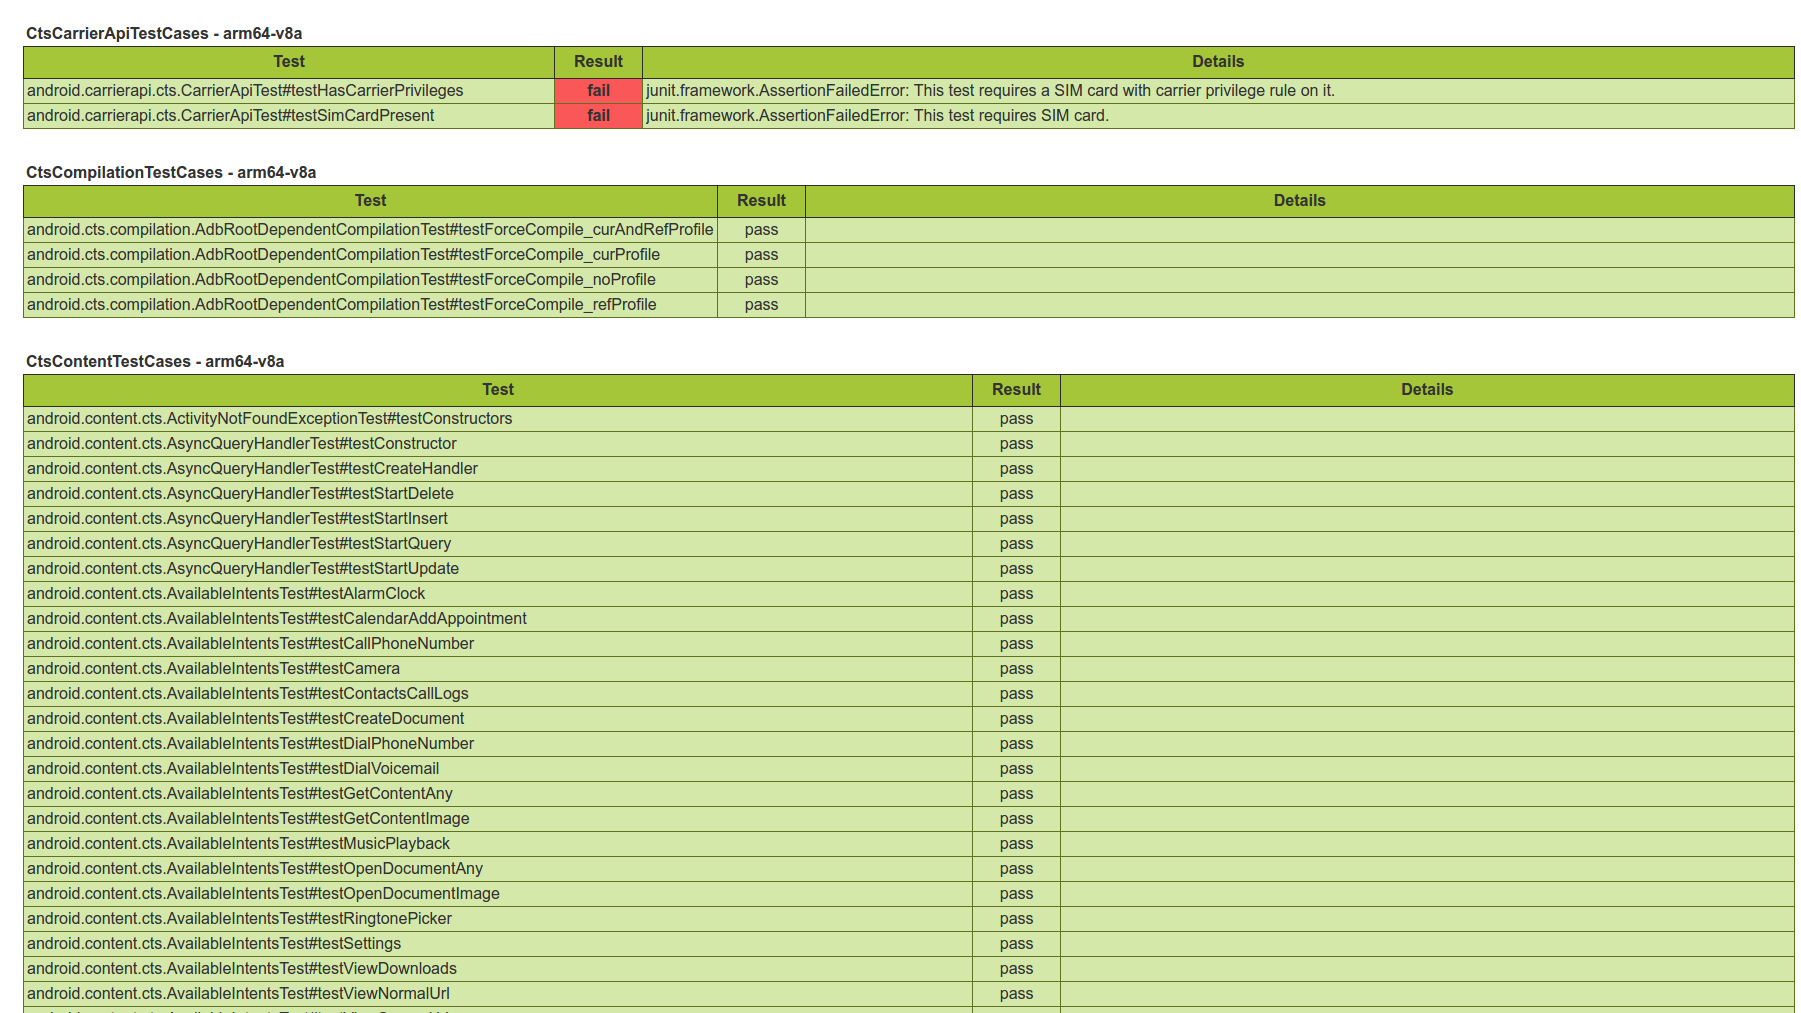 CtsCarrierApiTestCases - arm64-v8a
Test Result Details
android.carrierapi.cts.CarrierApiTest#testHasCarrierPrivileges fail junit.framework.AssertionFailedError: This test requires a SIM card with carrier privilege rule on it.
android.carrierapi.cts.CarrierApiTest#testSimCardPresent fail junit.framework.AssertionFailedError: This test requires SIM card.
CtsCompilationTestCases - arm64-v8a
Test Result Details
android.cts.compilation.AdbRootDependentCompilationTest#testForceCompile_curAndRefProfile pass
android.cts.compilation.AdbRootDependentCompilationTest#testForceCompile_curProfile pass
android.cts.compilation.AdbRootDependentCompilationTest#testForceCompile_noProfile pass
android.cts.compilation.AdbRootDependentCompilationTest#testForceCompile_refProfile pass
CtsContentTestCases - arm64-v8a
Test Result Details
android.content.cts.ActivityNotFoundExceptionTest#testConstructors pass
android.content.cts.AsyncQueryHandlerTest#testConstructor pass
android.content.cts.AsyncQueryHandlerTest#testCreateHandler pass
android.content.cts.AsyncQueryHandlerTest#testStartDelete pass
android.content.cts.AsyncQueryHandlerTest#testStartInsert pass
android.content.cts.AsyncQueryHandlerTest#testStartQuery pass
android.content.cts.AsyncQueryHandlerTest#testStartUpdate pass
android.content.cts.AvailableIntentsTest#testAlarmClock pass
android.content.cts.AvailableIntentsTest#testCalendarAddAppointment pass
android.content.cts.AvailableIntentsTest#testCallPhoneNumber pass
android.content.cts.AvailableIntentsTest#testCamera pass
android.content.cts.AvailableIntentsTest#testContactsCallLogs pass
android.content.cts.AvailableIntentsTest#testCreateDocument pass
android.content.cts.AvailableIntentsTest#testDialPhoneNumber pass
android.content.cts.AvailableIntentsTest#testDialVoicemail pass
android.content.cts.AvailableIntentsTest#testGetContentAny pass
android.content.cts.AvailableIntentsTest#testGetContentImage pass
android.content.cts.AvailableIntentsTest#testMusicPlayback pass
android.content.cts.AvailableIntentsTest#testOpenDocumentAny pass
android.content.cts.AvailableIntentsTest#testOpenDocumentImage pass
android.content.cts.AvailableIntentsTest#testRingtonePicker pass
android.content.cts.AvailableIntentsTest#testSettings pass
android.content.cts.AvailableIntentsTest#testViewDownloads pass
android.content.cts.AvailableIntentsTest#testViewNormalUrl pass